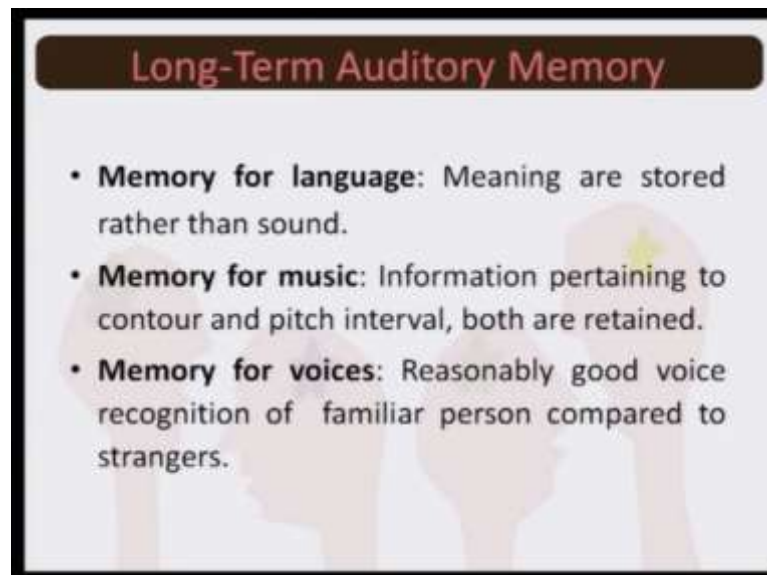 Long-Term Auditory Memory
• Memory for language: Meaning are stored
rather than sound.
• Memory for music: Information pertaining to
contour and pitch interval, both are retained.
• Memory for voices: Reasonably good voice
recognition of familiar person compared to
strangers.